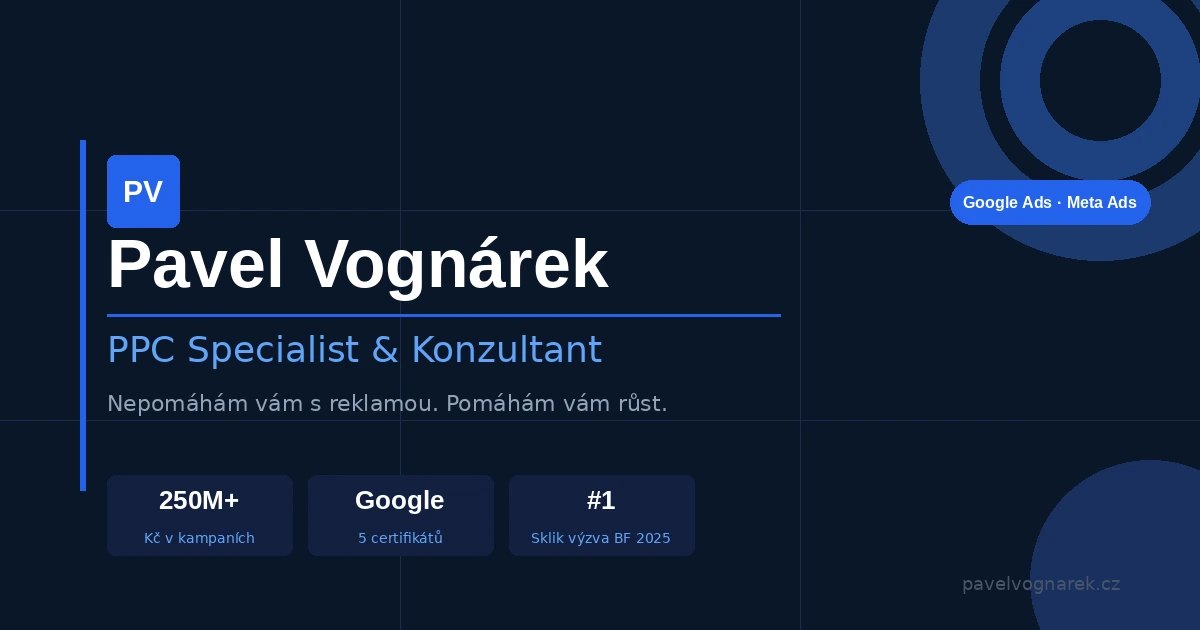 PV
Google Ads · Meta Ads
Pavel Vognárek
PPC Specialist & Konzultant
Nepomáhám vám s reklamou. Pomáhám vám růst.
250M+
Kč v kampaních
Google
5 certifikátů
#1
Sklik výzva BF 2025
pavelvognarek.cz